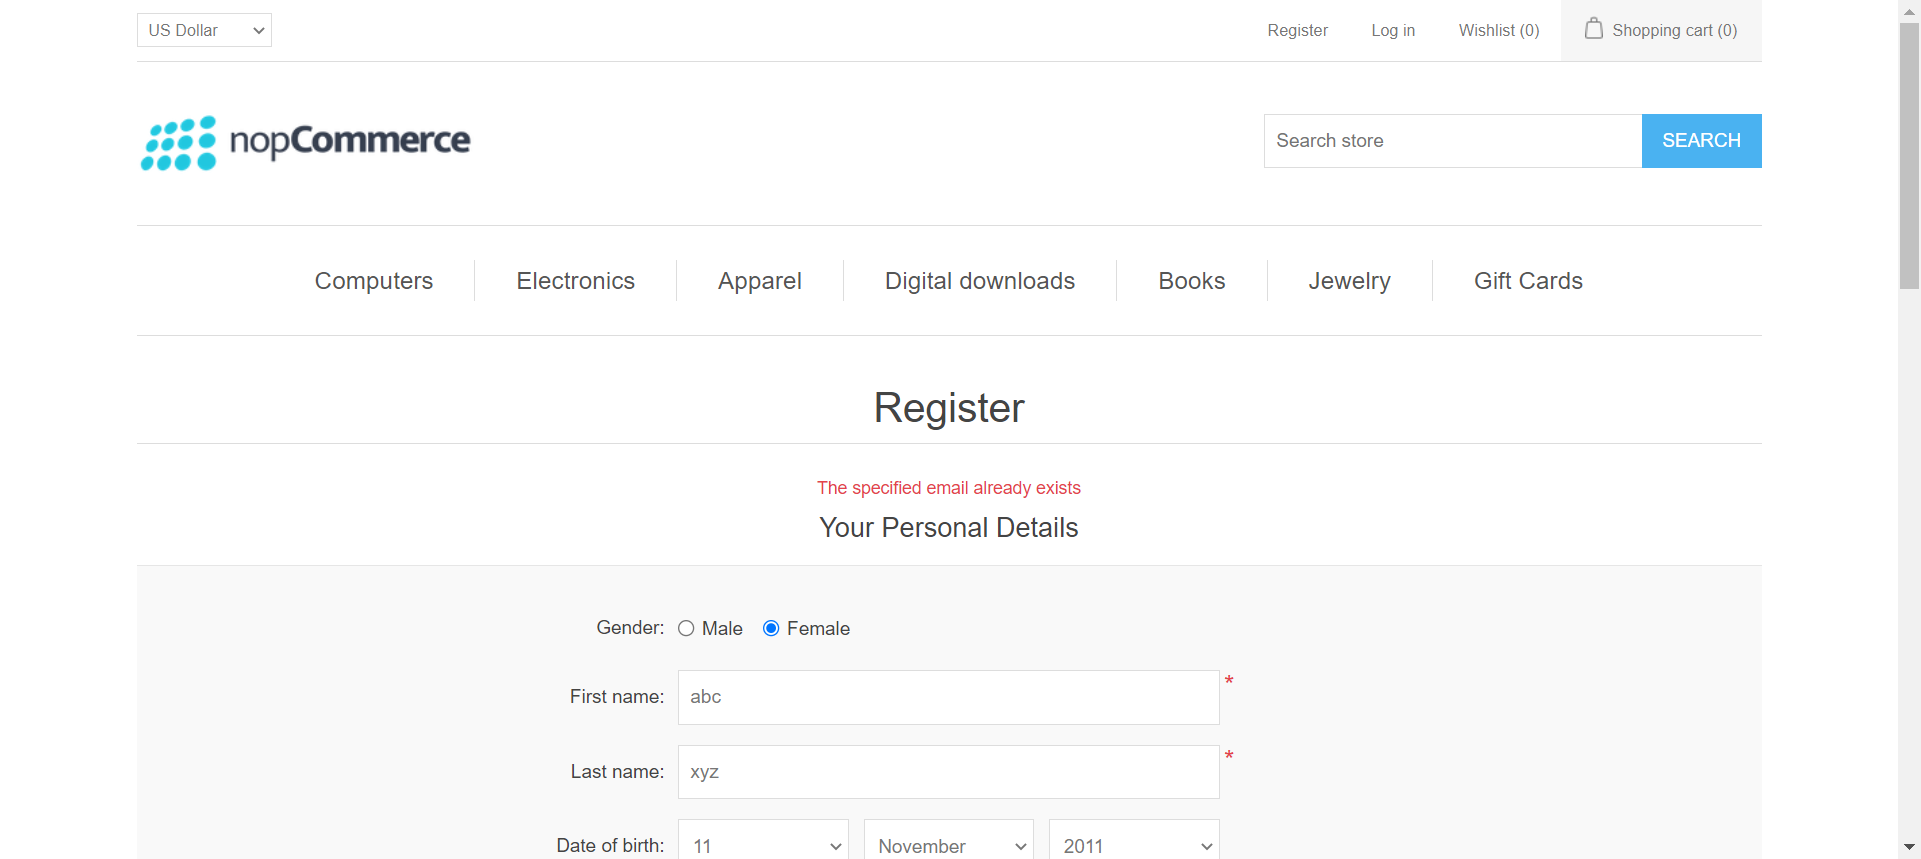 US Dollar
Register Log in Wishlist (0) Shopping cart (0)
nopCommerce
Search store SEARCH
Computers Electronics Apparel Digital downloads Books Jewelry Gift Cards
Register
The specified email already exists
Your Personal Details
Gender: Male Female
First name: abc *
Last name: xyz *
Date of birth: 11 November 2011